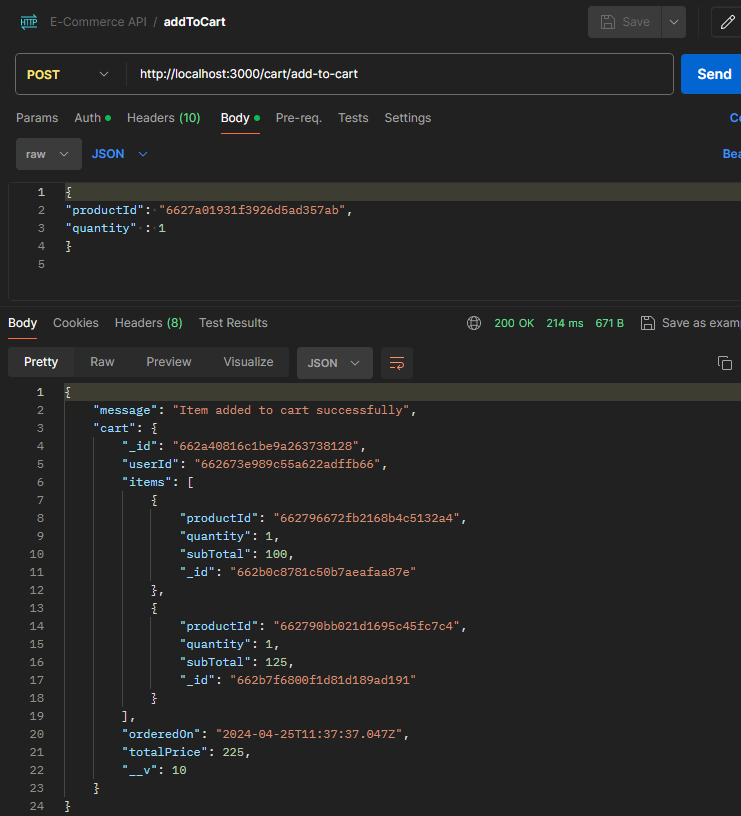 HTTP E-Commerce API / addToCart Save
POST http://localhost:3000/cart/add-to-cart Send
Params Auth Headers (10) Body Pre-req. Tests Settings
raw JSON
1 {
2 "productId": "6627a01931f3926d5ad357ab",
3 "quantity" : 1
4 }
5
Body Cookies Headers (8) Test Results 200 OK 214 ms 671 B Save as exam
Pretty Raw Preview Visualize JSON
1 {
2 "message": "Item added to cart successfully",
3 "cart": {
4 "_id": "662a40816c1be9a263738128",
5 "userId": "662673e989c55a622adffb66",
6 "items": [
7 {
8 "productId": "662796672fb2168b4c5132a4",
9 "quantity": 1,
10 "subTotal": 100,
11 "_id": "662b0c8781c50b7aeafaa87e"
12 },
13 {
14 "productId": "662790bb021d1695c45fc7c4",
15 "quantity": 1,
16 "subTotal": 125,
17 "_id": "662b7f6800f1d81d189ad191"
18 }
19 ],
20 "orderedOn": "2024-04-25T11:37:37.047Z",
21 "totalPrice": 225,
22 "__v": 10
23 }
24 }